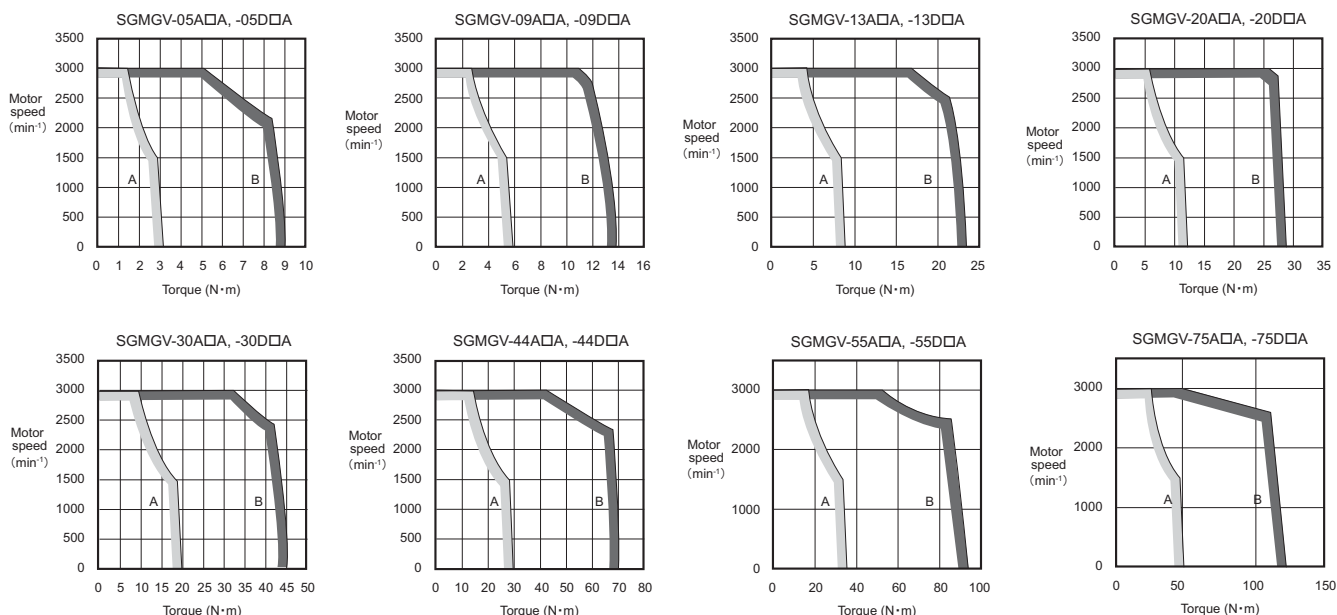 SGMGV-05A□A, -05D□A
3500
3000
2500
2000
1500
1000
500
0
Motor
speed
(min-1)
A
B
0 1 2 3 4 5 6 7 8 9 10
Torque (N･m)
SGMGV-09A□A, -09D□A
3500
3000
2500
2000
1500
1000
500
0
Motor
speed
(min-1)
A
B
0 2 4 6 8 10 12 14 16
Torque (N･m)
SGMGV-13A□A, -13D□A
3500
3000
2500
2000
1500
1000
500
0
Motor
speed
(min-1)
A
B
0 5 10 15 20 25
Torque (N･m)
SGMGV-20A□A, -20D□A
3500
3000
2500
2000
1500
1000
500
0
Motor
speed
(min-1)
A
B
0 5 10 15 20 25 30 35
Torque (N･m)
SGMGV-30A□A, -30D□A
3500
3000
2500
2000
1500
1000
500
0
Motor
speed
(min-1)
A
B
0 5 10 15 20 25 30 35 40 45 50
Torque (N･m)
SGMGV-44A□A, -44D□A
3500
3000
2500
2000
1500
1000
500
0
Motor
speed
(min-1)
A
B
0 10 20 30 40 50 60 70 80
Torque (N･m)
SGMGV-55A□A, -55D□A
3000
2000
1000
0
Motor
speed
(min-1)
A
B
0 20 40 60 80 100
Torque (N･m)
SGMGV-75A□A, -75D□A
3000
2000
1000
0
Motor
speed
(min-1)
A
B
0 50 100 150
Torque (N･m)